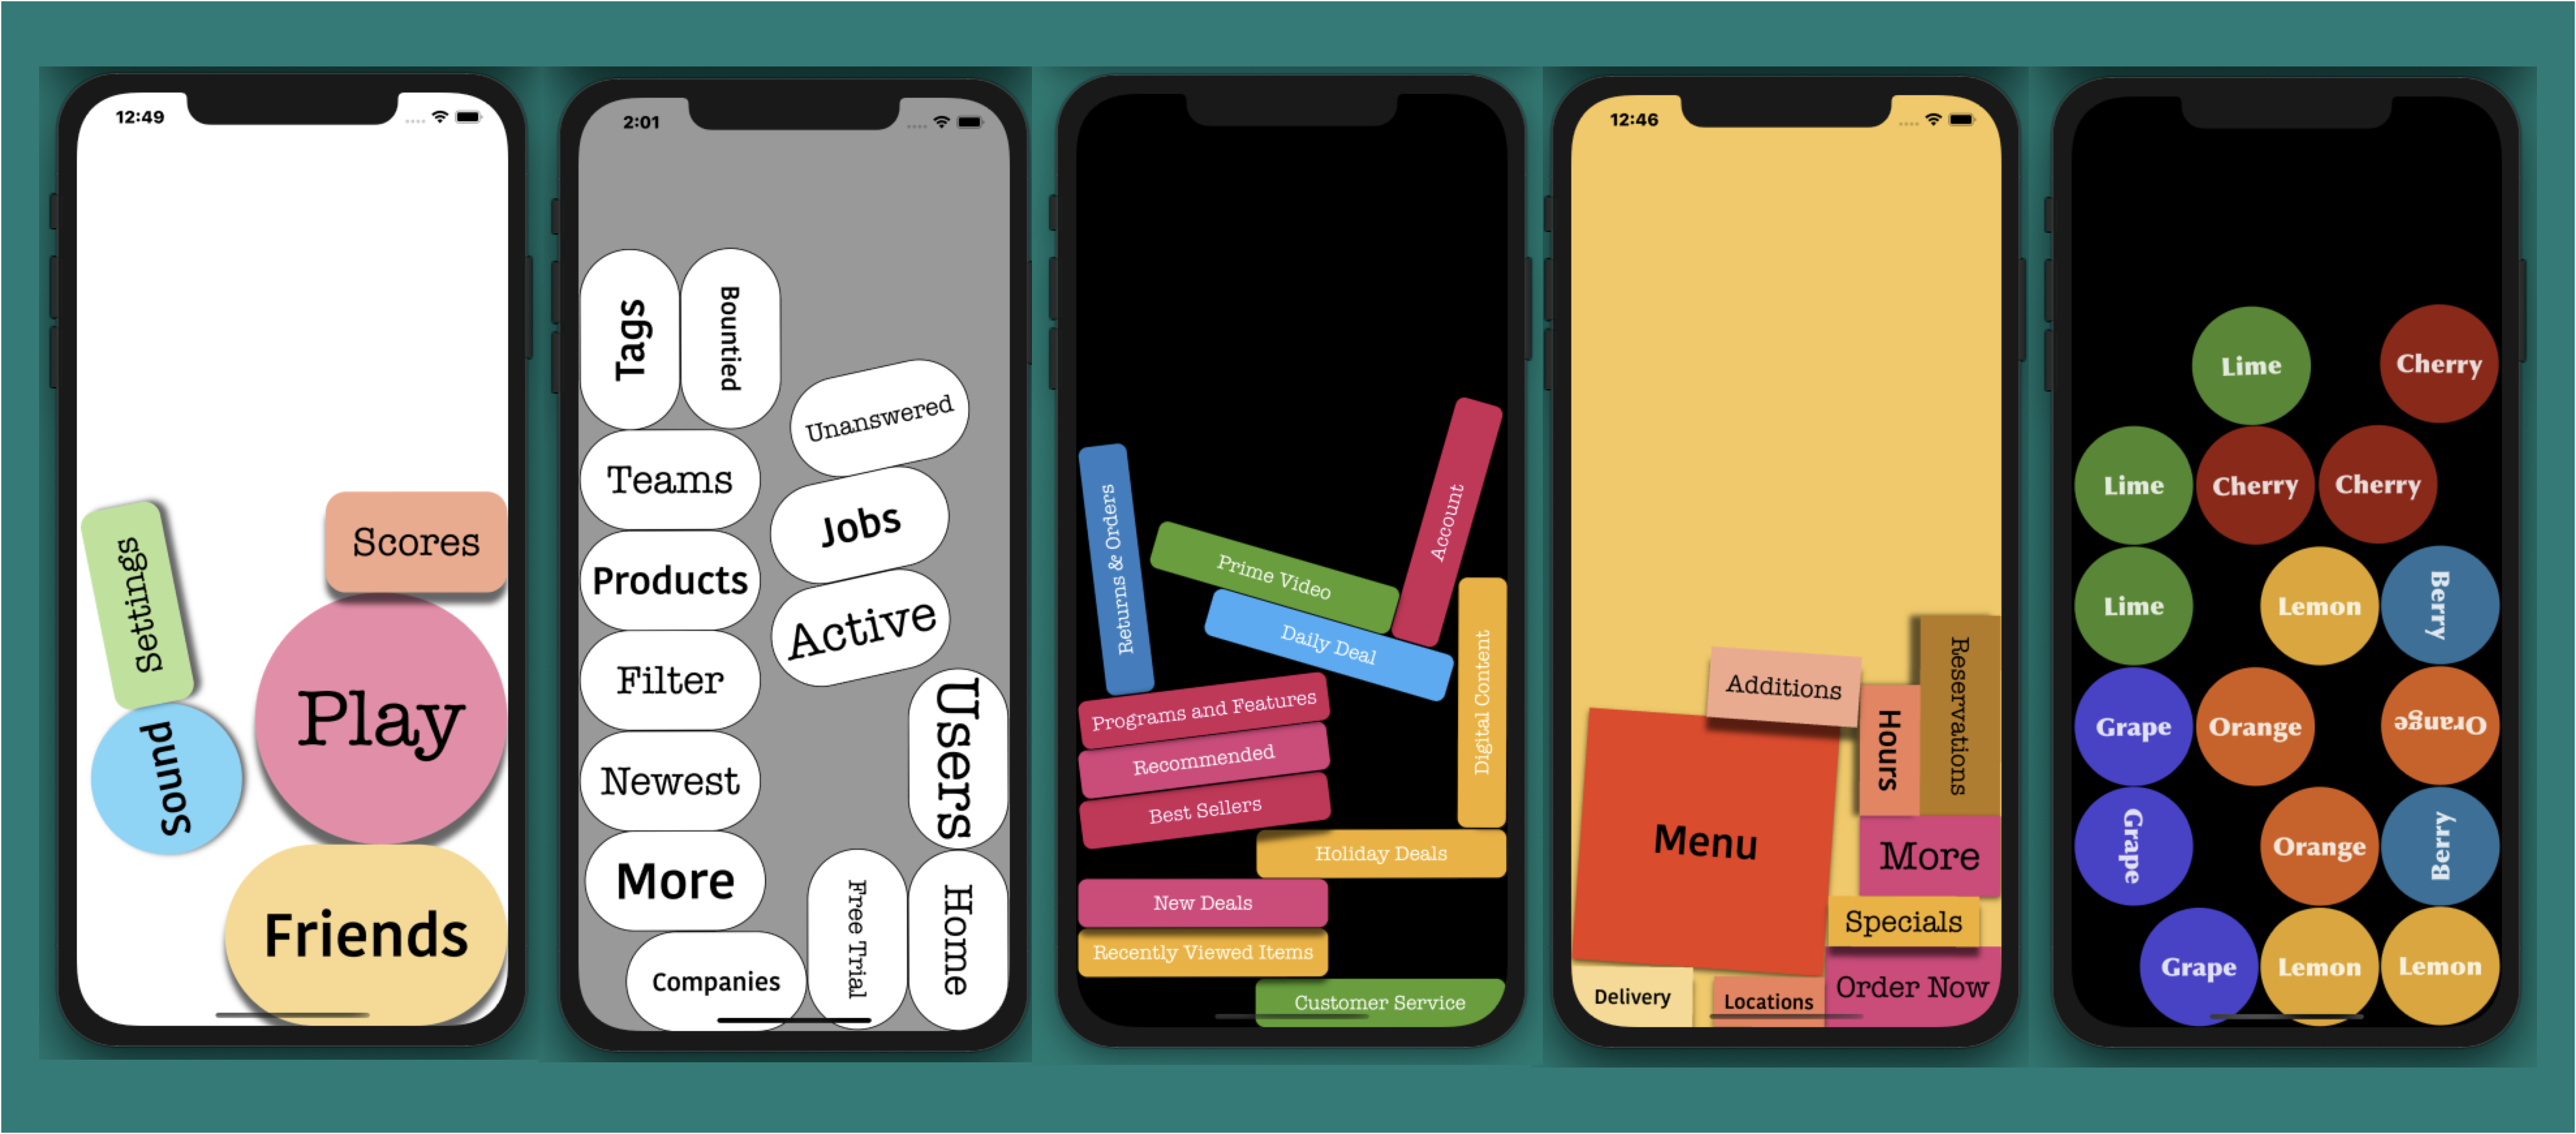 12:49
Settings
Scores
Sound
Play
Friends
2:01
Tags
Bountied
Unanswered
Teams
Jobs
Products
Active
Filter
Users
Newest
More
Free Trial
Home
Companies
Returns & Orders
Account
Prime Video
Daily Deal
Digital Content
Programs and Features
Recommended
Best Sellers
Holiday Deals
New Deals
Recently Viewed Items
Customer Service
12:46
Reservations
Additions
Hours
Menu
More
Specials
Order Now
Delivery
Locations
Lime
Cherry
Lime
Cherry
Cherry
Lime
Lemon
Berry
Grape
Orange
Orange
Grape
Orange
Berry
Grape
Lemon
Lemon